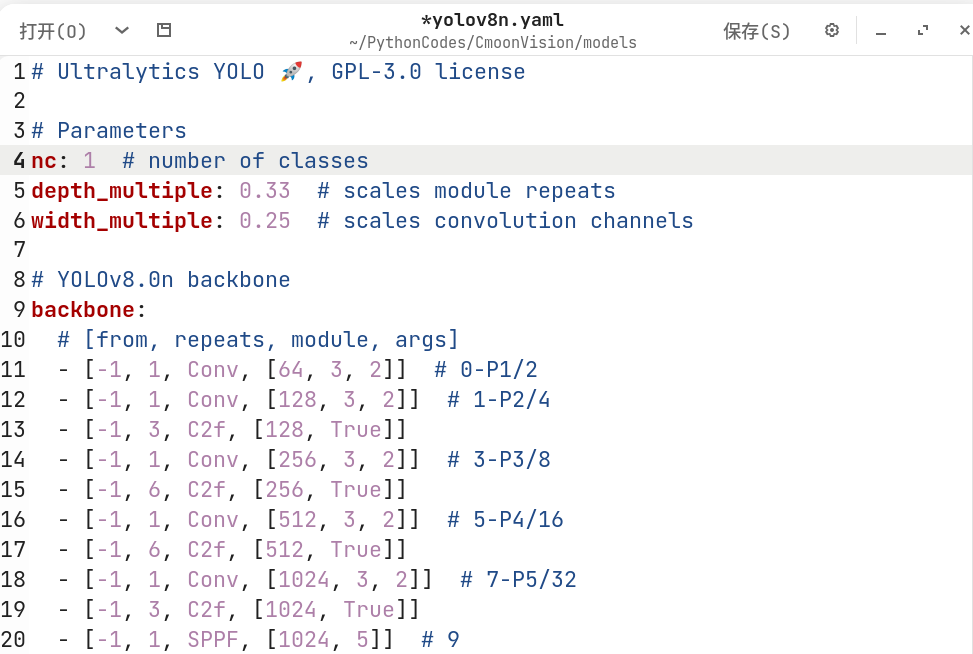 打开(O)
*yolov8n.yaml
~/PythonCodes/CmoonVision/models
保存(S)
1 # Ultralytics YOLO 🚀, GPL-3.0 license
2
3 # Parameters
4 nc: 1  # number of classes
5 depth_multiple: 0.33  # scales module repeats
6 width_multiple: 0.25  # scales convolution channels
7
8 # YOLOv8.0n backbone
9 backbone:
10   # [from, repeats, module, args]
11   - [-1, 1, Conv, [64, 3, 2]]  # 0-P1/2
12   - [-1, 1, Conv, [128, 3, 2]]  # 1-P2/4
13   - [-1, 3, C2f, [128, True]]
14   - [-1, 1, Conv, [256, 3, 2]]  # 3-P3/8
15   - [-1, 6, C2f, [256, True]]
16   - [-1, 1, Conv, [512, 3, 2]]  # 5-P4/16
17   - [-1, 6, C2f, [512, True]]
18   - [-1, 1, Conv, [1024, 3, 2]]  # 7-P5/32
19   - [-1, 3, C2f, [1024, True]]
20   - [-1, 1, SPPF, [1024, 5]]  # 9